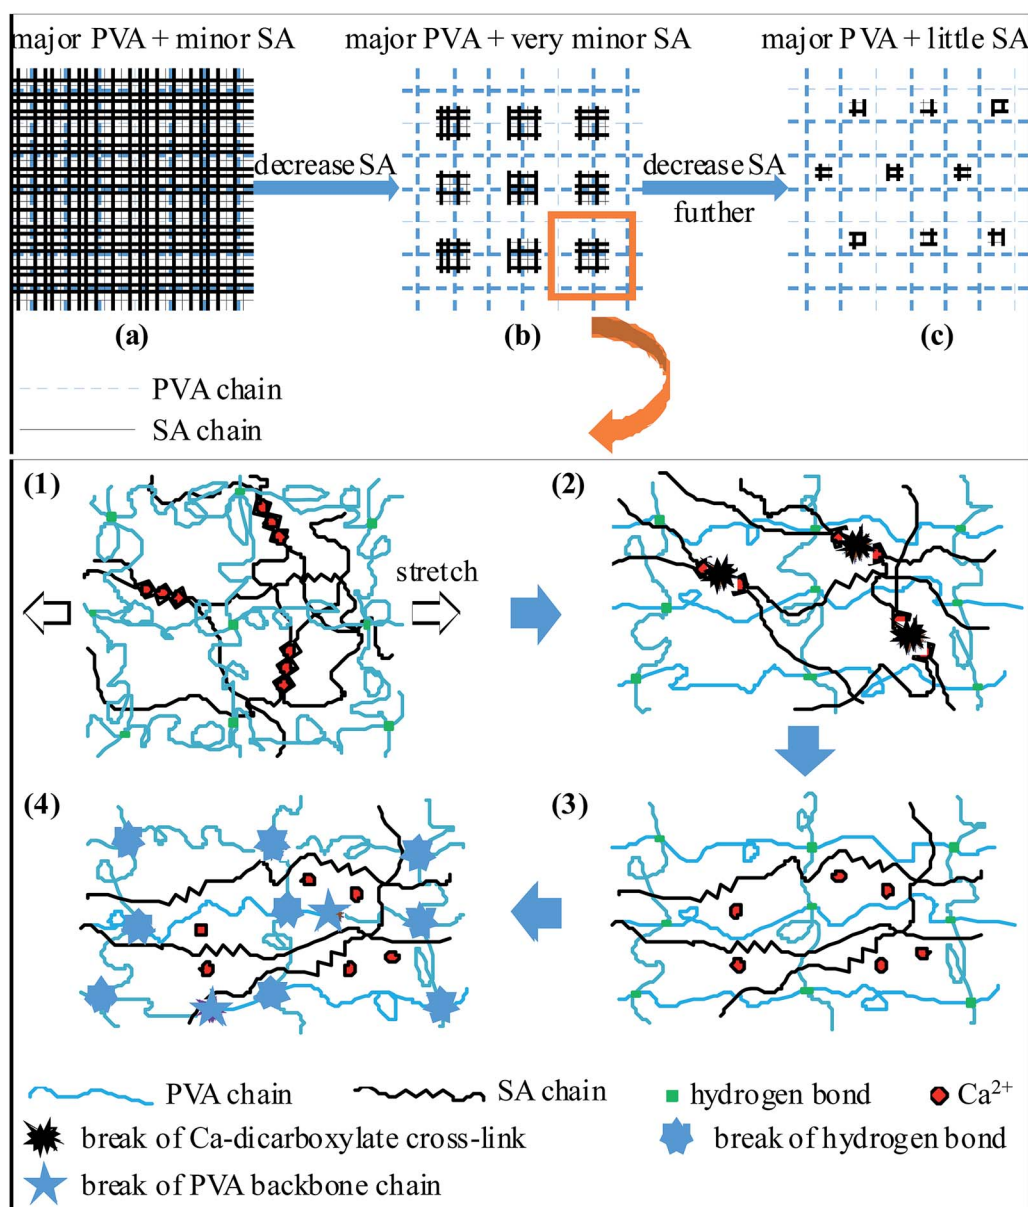 major PVA + minor SA
major PVA + very minor SA
major PVA + little SA
decrease SA
decrease SA
further
(a)
(b)
(c)
PVA chain
SA chain
(1)
(2)
stretch
(4)
(3)
PVA chain
SA chain
hydrogen bond
Ca²⁺
break of Ca-dicarboxylate cross-link
break of hydrogen bond
break of PVA backbone chain